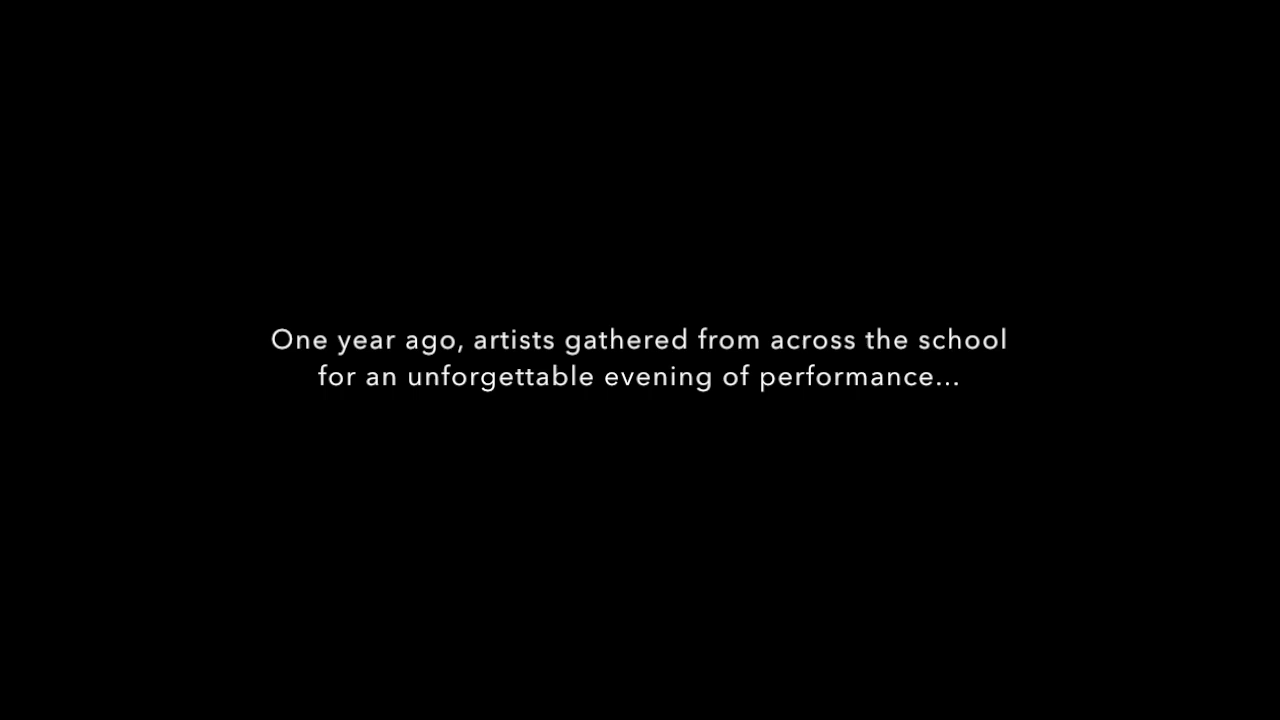 One year ago, artists gathered from across the school
for an unforgettable evening of performance...